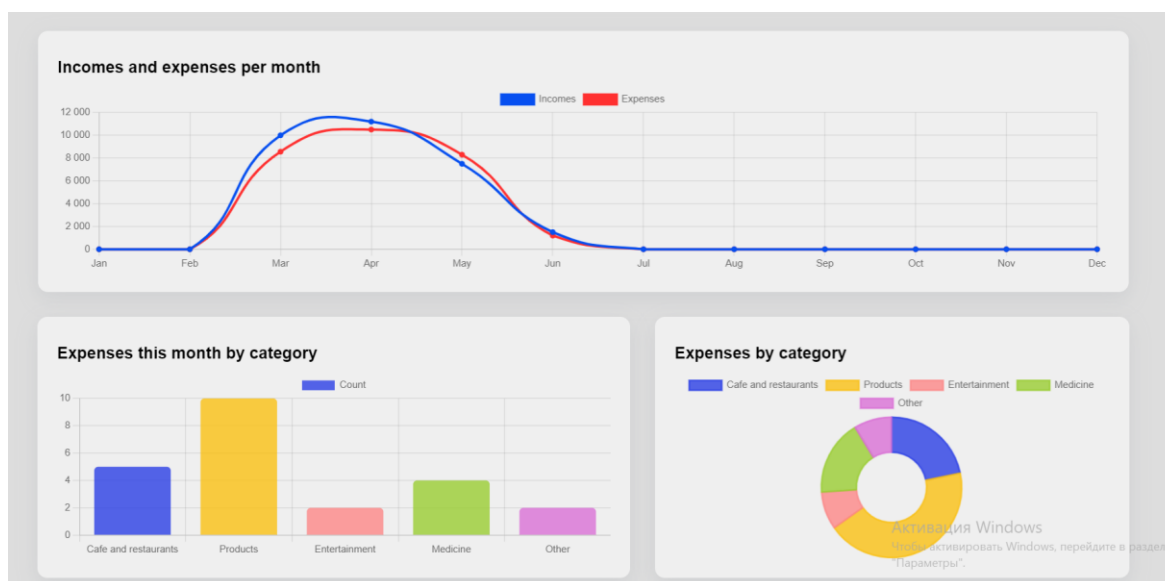 Incomes and expenses per month
Incomes Expenses
12 000
10 000
8 000
6 000
4 000
2 000
0
Jan Feb Mar Apr May Jun Jul Aug Sep Oct Nov Dec
Expenses this month by category
Count
10
8
6
4
2
0
Cafe and restaurants Products Entertainment Medicine Other
Expenses by category
Cafe and restaurants Products Entertainment Medicine
Other
Активация Windows
Чтобы активировать Windows, перейдите в раздел
"Параметры".